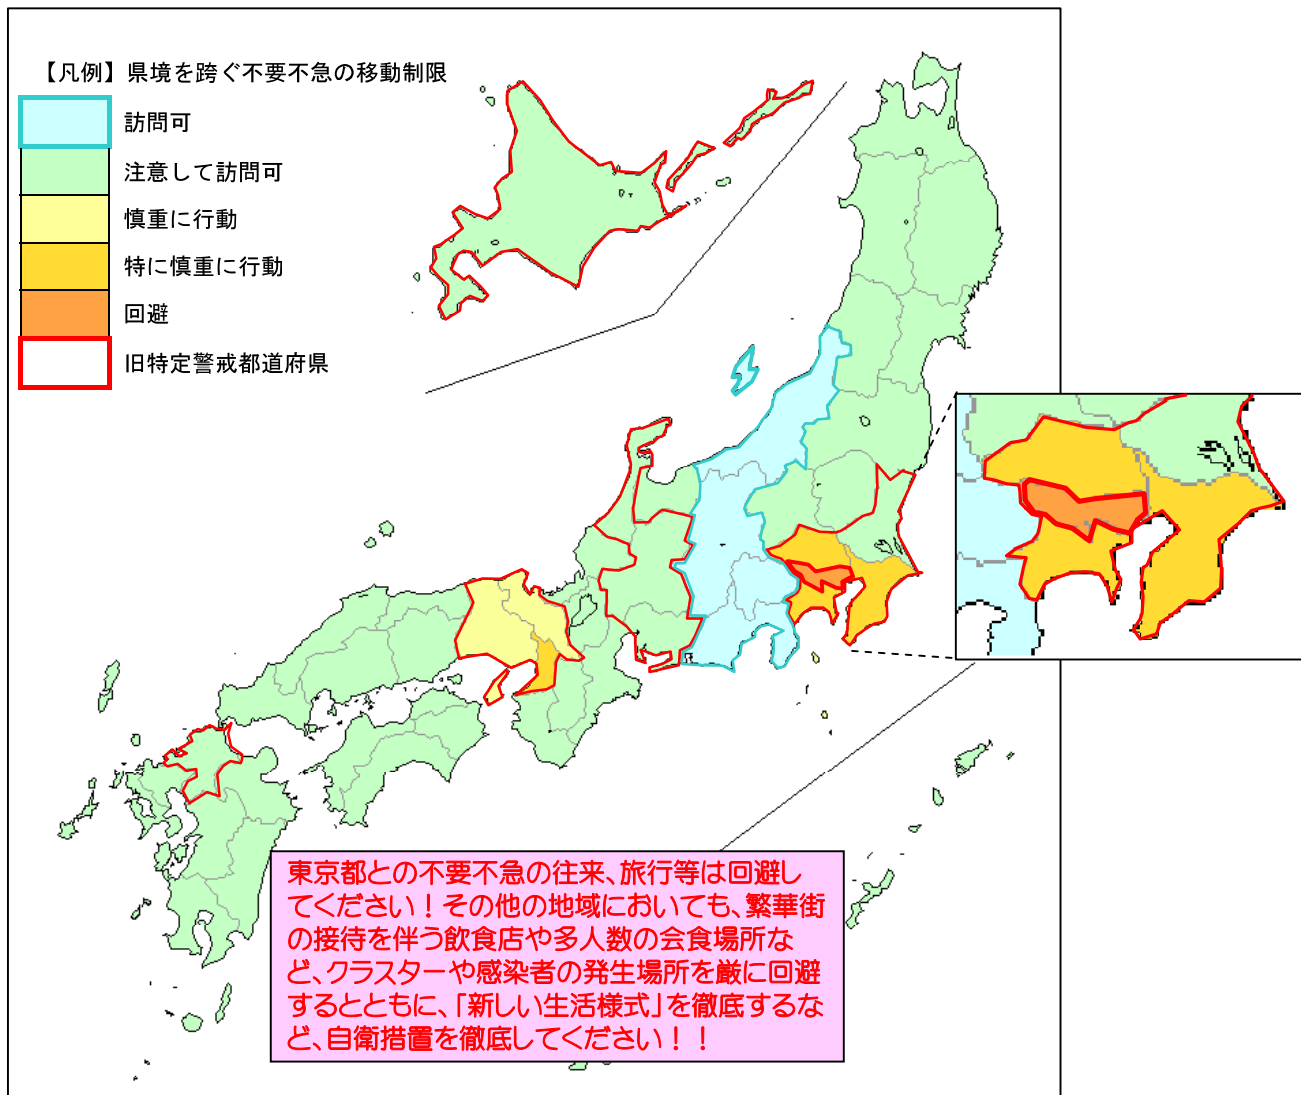 【凡例】県境を跨ぐ不要不急の移動制限
訪問可
注意して訪問可
慎重に行動
特に慎重に行動
回避
旧特定警戒都道府県
東京都との不要不急の往来、旅行等は回避し
てください！その他の地域においても、繁華街
の接待を伴う飲食店や多人数の会食場所な
ど、クラスターや感染者の発生場所を厳に回避
するとともに、「新しい生活様式」を徹底するな
ど、自衛措置を徹底してください！！